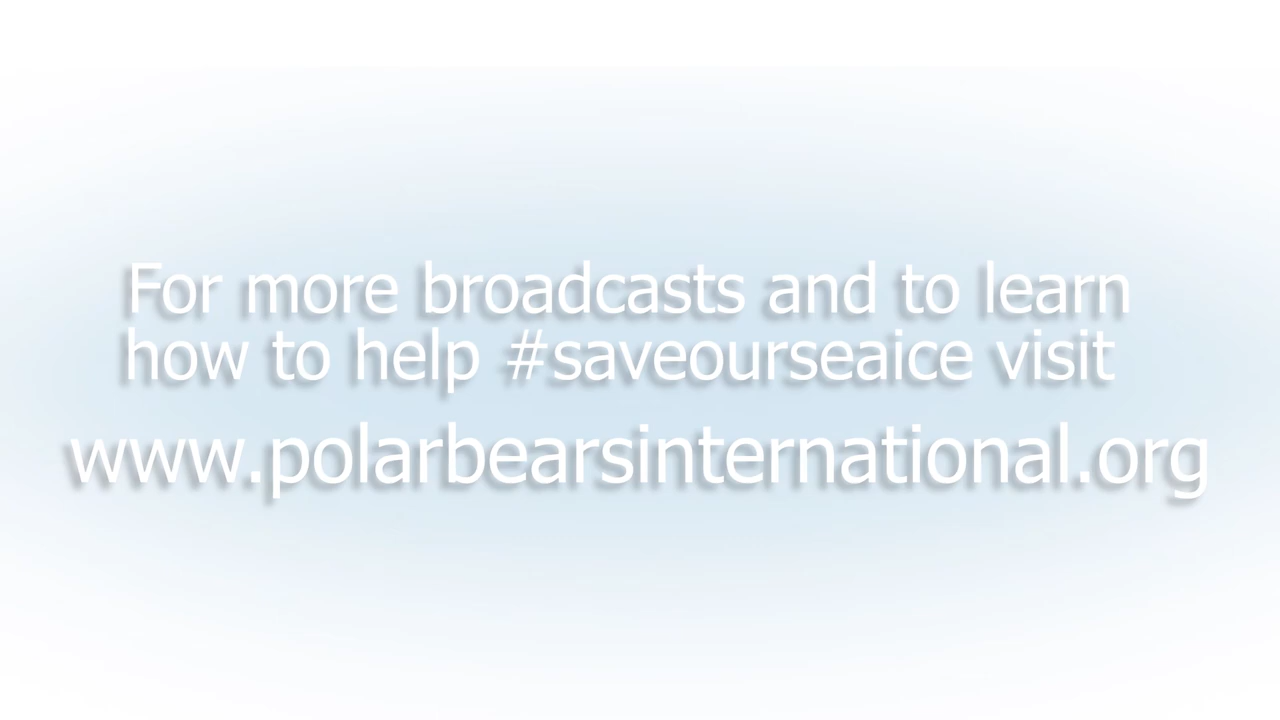 For more broadcasts and to learn
how to help #saveourseaice visit
www.polarbearsinternational.org